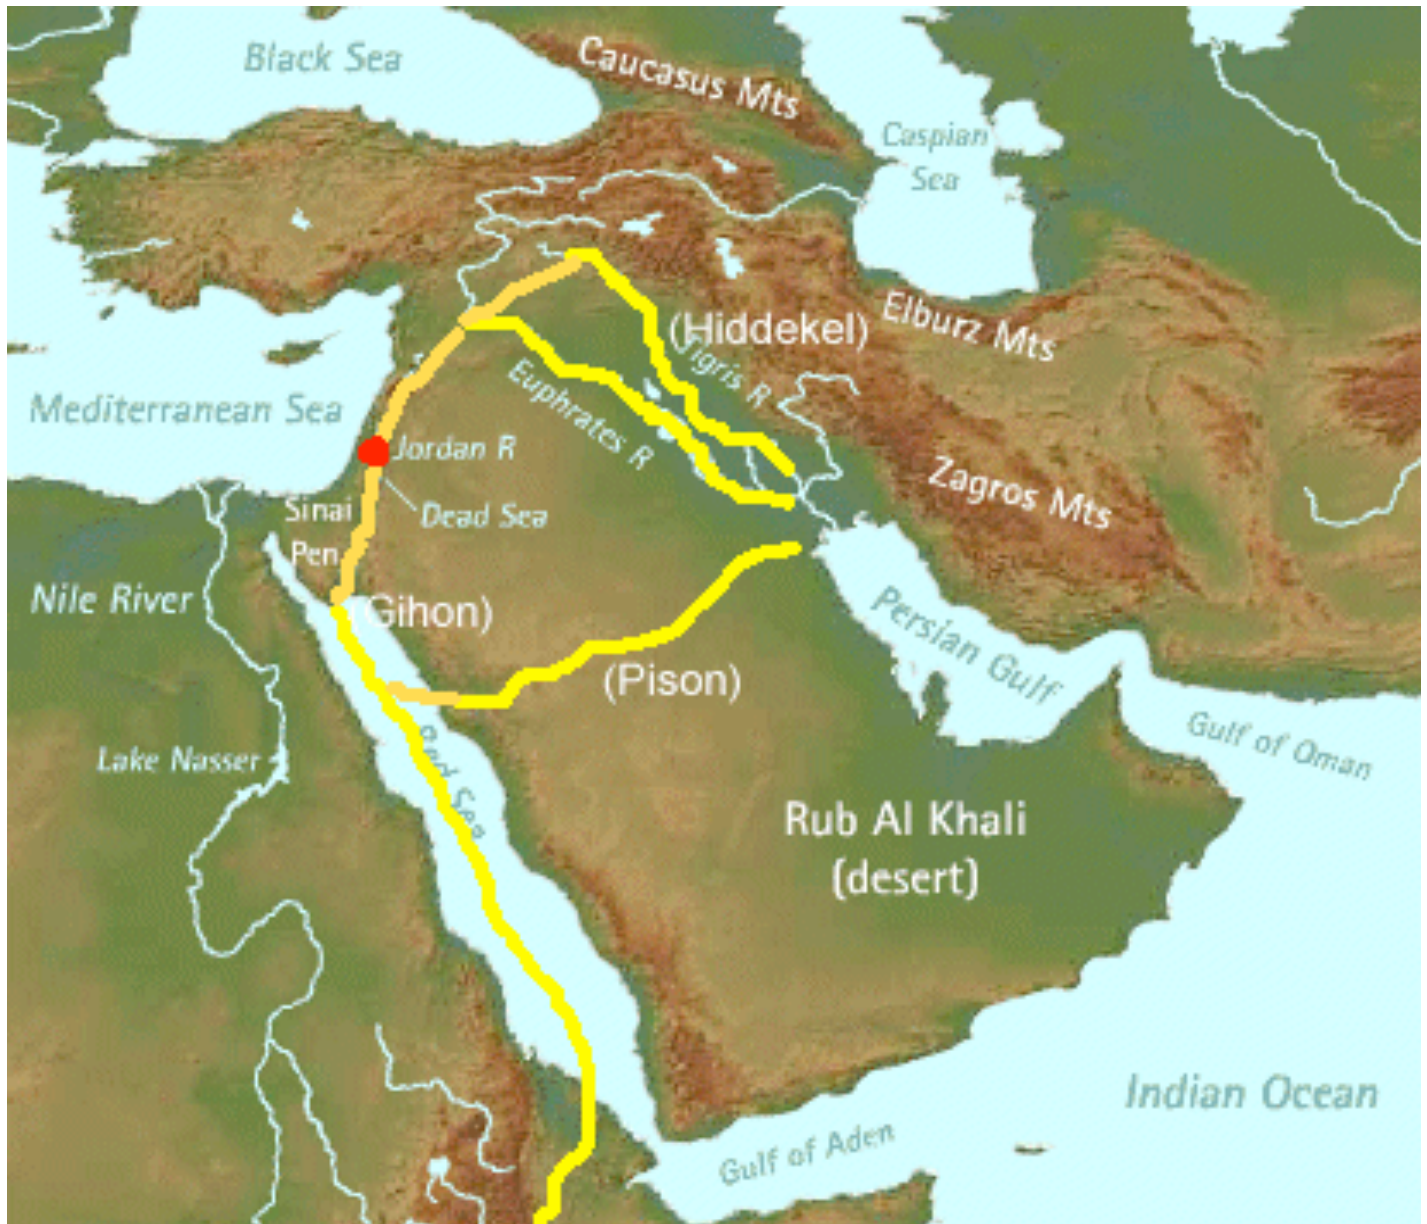 Black Sea
Caucasus Mts
Caspian
Sea
Elburz Mts
(Hiddekel)
Tigris R
Euphrates R
Mediterranean Sea
Jordan R
Zagros Mts
Sinai
Pen
Dead Sea
Nile River
(Gihon)
Persian Gulf
(Pison)
Gulf of Oman
Lake Nasser
Red Sea
Rub Al Khali
(desert)
Indian Ocean
Gulf of Aden